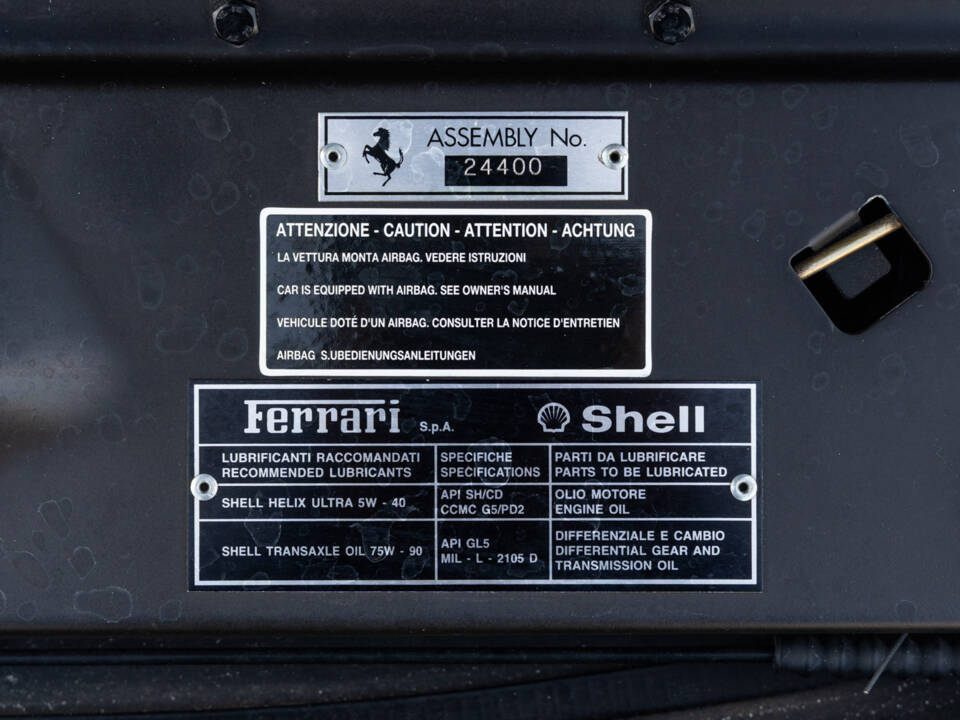 ASSEMBLY No.
24400
ATTENZIONE - CAUTION - ATTENTION - ACHTUNG
LA VETTURA MONTA AIRBAG. VEDERE ISTRUZIONI
CAR IS EQUIPPED WITH AIRBAG. SEE OWNER'S MANUAL
VEHICULE DOTÉ D'UN AIRBAG. CONSULTER LA NOTICE D'ENTRETIEN
AIRBAG S.UBEDIENUNGSANLEITUNGEN
Ferrari S.p.A.
Shell
LUBRIFICANTI RACCOMANDATI
RECOMMENDED LUBRICANTS
SPECIFICHE
SPECIFICATIONS
PARTI DA LUBRIFICARE
PARTS TO BE LUBRICATED
SHELL HELIX ULTRA 5W - 40
API SH/CD
CCMC G5/PD2
OLIO MOTORE
ENGINE OIL
SHELL TRANSAXLE OIL 75W - 90
API GL5
MIL - L - 2105 D
DIFFERENZIALE E CAMBIO
DIFFERENTIAL GEAR AND
TRANSMISSION OIL